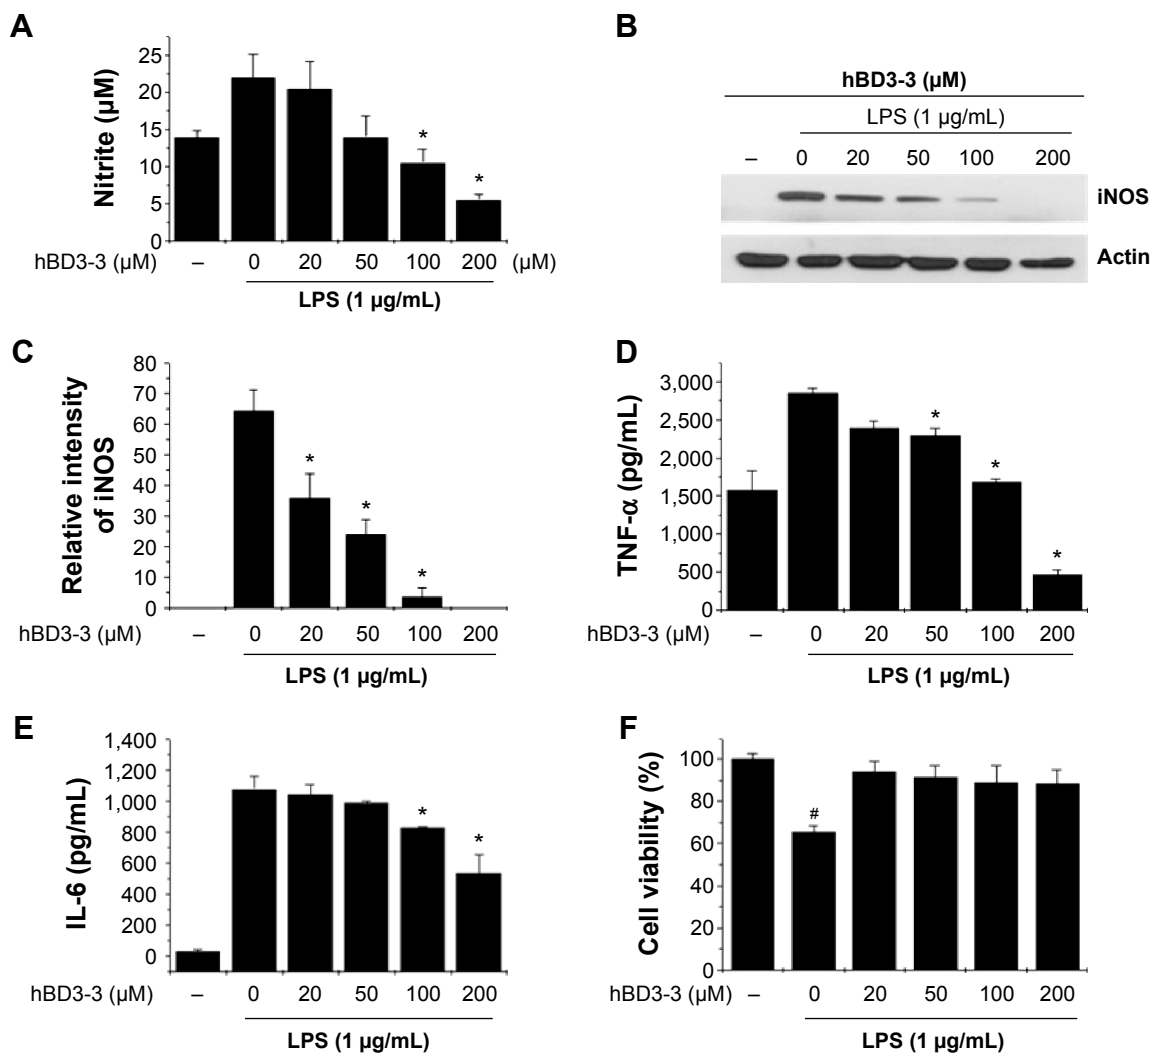 A
Nitrite (µM)
25
20
15
10
5
0
*
*
hBD3-3 (µM) – 0 20 50 100 200 (µM)
LPS (1 µg/mL)
B
hBD3-3 (µM)
LPS (1 µg/mL)
– 0 20 50 100 200
iNOS
Actin
C
Relative intensity
of iNOS
80
70
60
50
40
30
20
10
0
*
*
*
hBD3-3 (µM) – 0 20 50 100 200
LPS (1 µg/mL)
D
TNF-α (pg/mL)
3,000
2,500
2,000
1,500
1,000
500
0
*
*
*
hBD3-3 (µM) – 0 20 50 100 200
LPS (1 µg/mL)
E
IL-6 (pg/mL)
1,400
1,200
1,000
800
600
400
200
0
*
*
hBD3-3 (µM) – 0 20 50 100 200
LPS (1 µg/mL)
F
Cell viability (%)
100
80
60
40
20
0
#
hBD3-3 (µM) – 0 20 50 100 200
LPS (1 µg/mL)